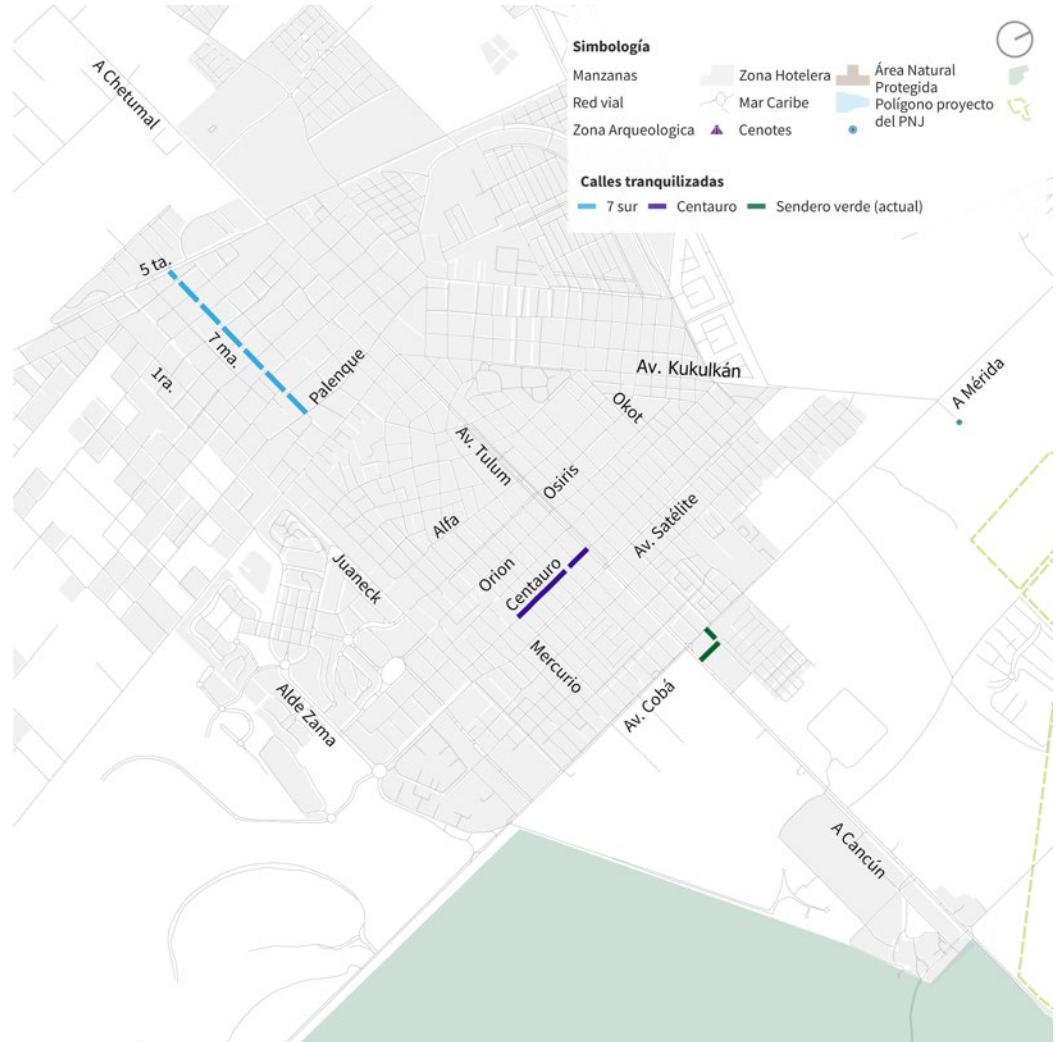 Simbología
Manzanas
Zona Hotelera
Área Natural
Protegida
Red vial
Mar Caribe
Polígono proyecto
del PNJ
Zona Arqueologica
Cenotes
Calles tranquilizadas
7 sur
Centauro
Sendero verde (actual)
A Chetumal
5 ta.
7 ma.
1ra.
Palenque
Av. Kukulkán
A Mérida
Okot
Av. Tulum
Osiris
Av. Satélite
Alfa
Juaneck
Orion
Centauro
Mercurio
Alde Zama
Av. Cobá
A Cancún